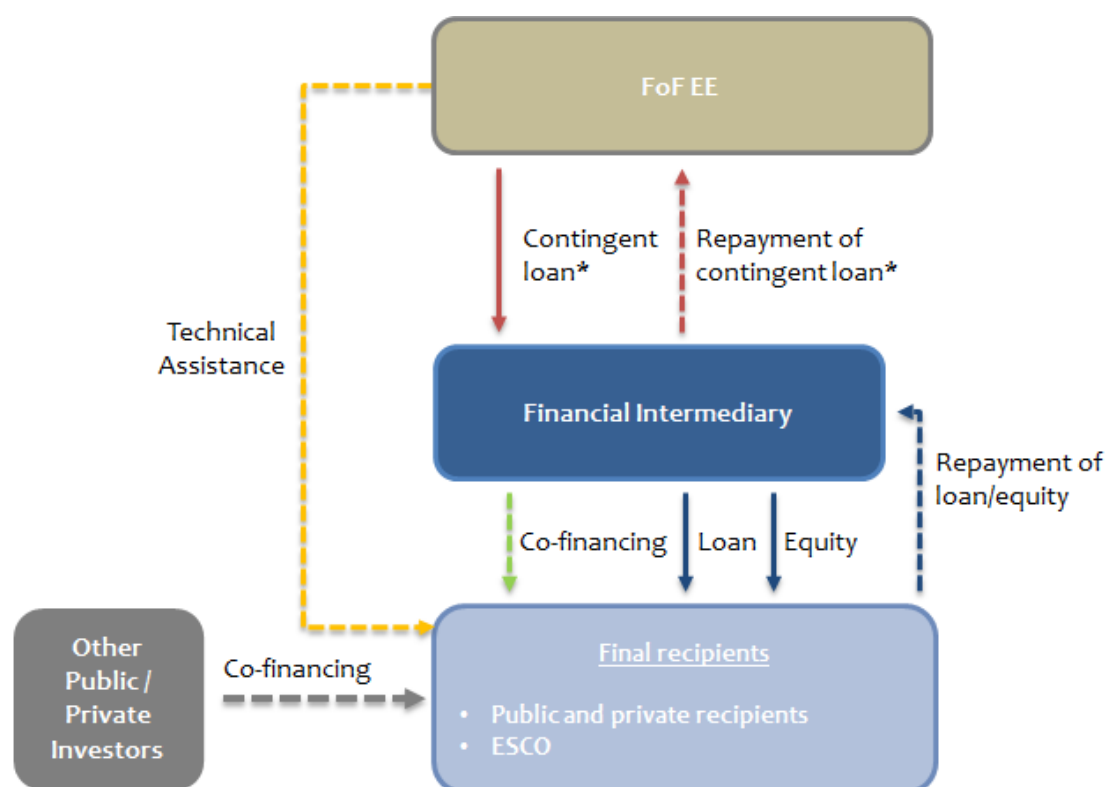 FoF EE
Contingent
loan*
Repayment of
contingent loan*
Technical
Assistance
Financial Intermediary
Repayment of
loan/equity
Co-financing
Loan
Equity
Other
Public /
Private
Investors
Co-financing
Final recipients
• Public and private recipients
• ESCO